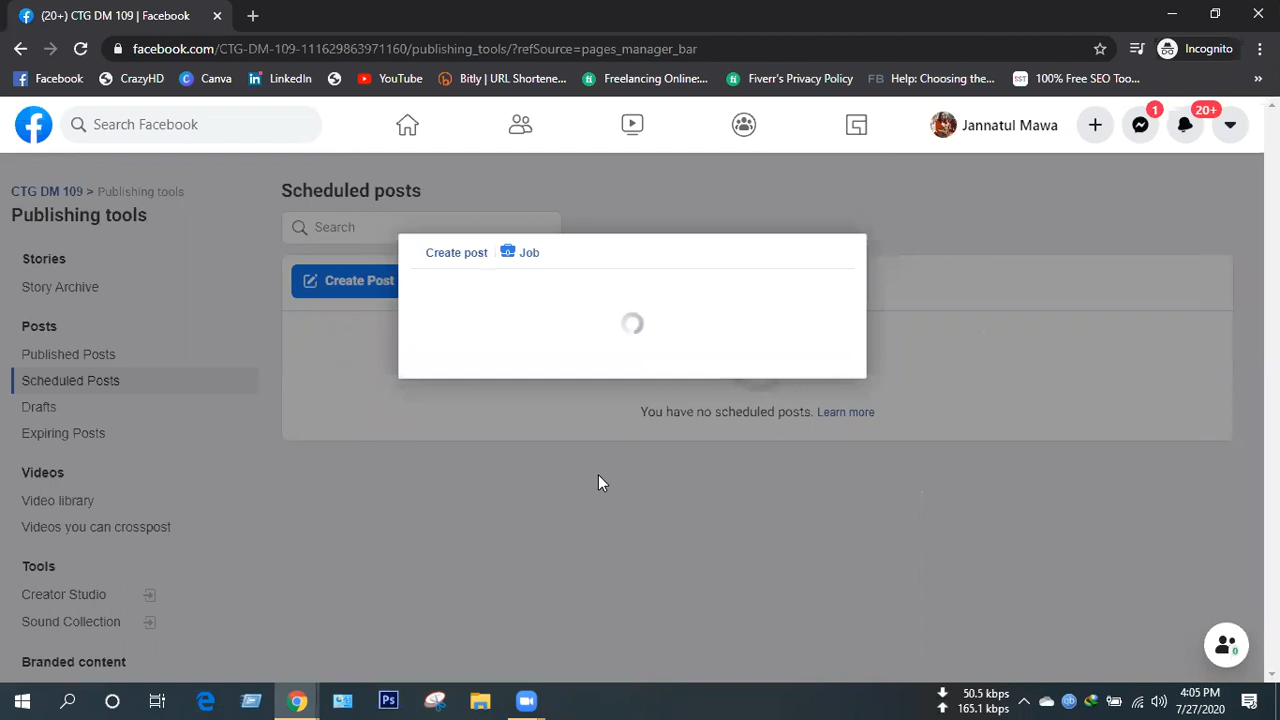 (20+) CTG DM 109 | Facebook
facebook.com/CTG-DM-109-111629863971160/publishing_tools/?refSource=pages_manager_bar
Incognito
Facebook
CrazyHD
Canva
LinkedIn
YouTube
Bitly | URL Shortene...
Freelancing Online:...
Fiverr's Privacy Policy
FB Help: Choosing the...
SST 100% Free SEO Too...
Search Facebook
Jannatul Mawa
1
20+
CTG DM 109 > Publishing tools
Publishing tools
Stories
Story Archive
Posts
Published Posts
Scheduled Posts
Drafts
Expiring Posts
Videos
Video library
Videos you can crosspost
Tools
Creator Studio
Sound Collection
Branded content
Scheduled posts
Search
Create Post
Create post
Job
You have no scheduled posts. Learn more
0
Ps
50.5 kbps
165.1 kbps
4:05 PM
7/27/2020